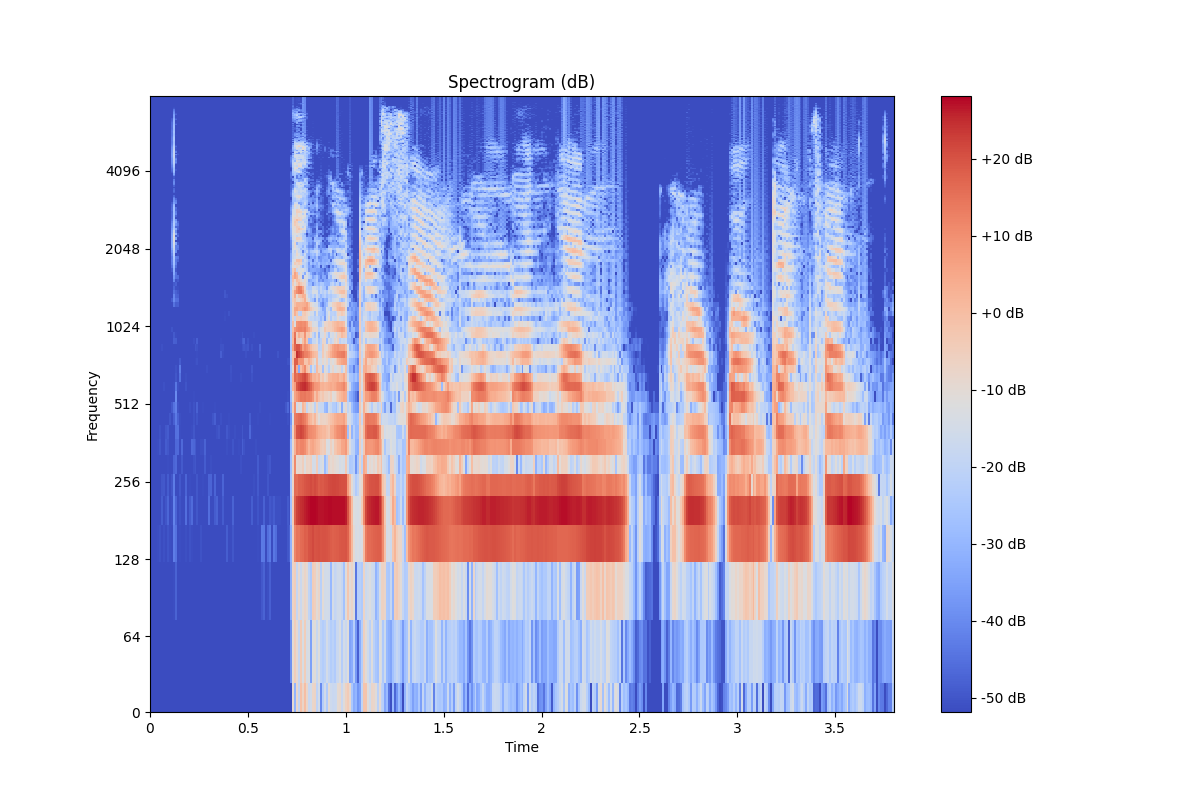 Spectrogram (dB)
Frequency
4096
2048
1024
512
256
128
64
0
0 0.5 1 1.5 2 2.5 3 3.5
Time
+20 dB
+10 dB
+0 dB
-10 dB
-20 dB
-30 dB
-40 dB
-50 dB